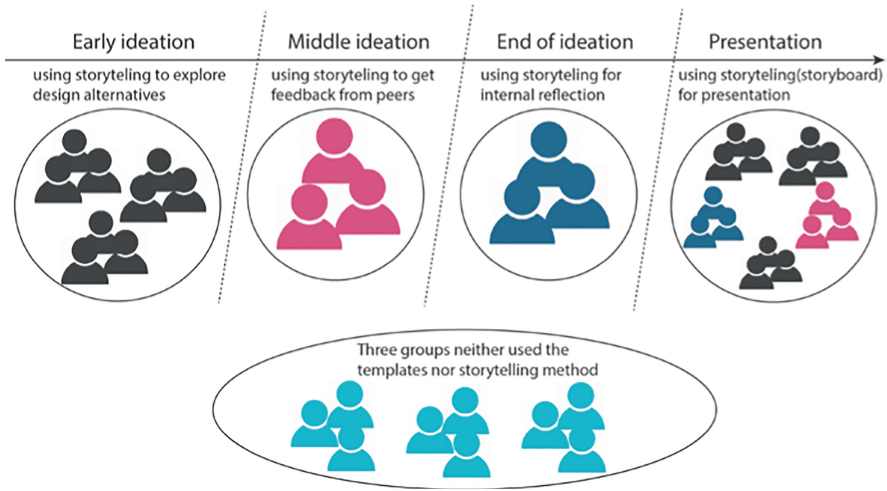 Early ideation
using storyteling to explore
design alternatives
Middle ideation
using storyteling to get
feedback from peers
End of ideation
using storyteling for
internal reflection
Presentation
using storyteling(storyboard)
for presentation
Three groups neither used the
templates nor storytelling method